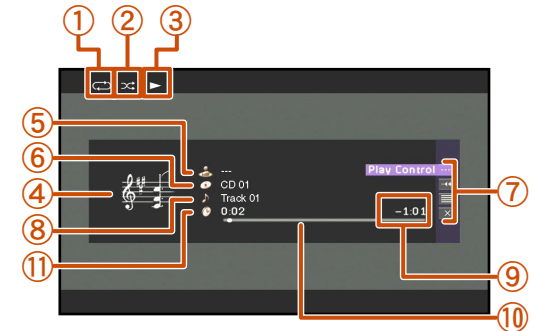 ① ② ③
⑤
⑥
④
⑧
⑪
---
CD 01
Track 01
0:02
Play Control ---
-1:01
⑦
⑨
⑩